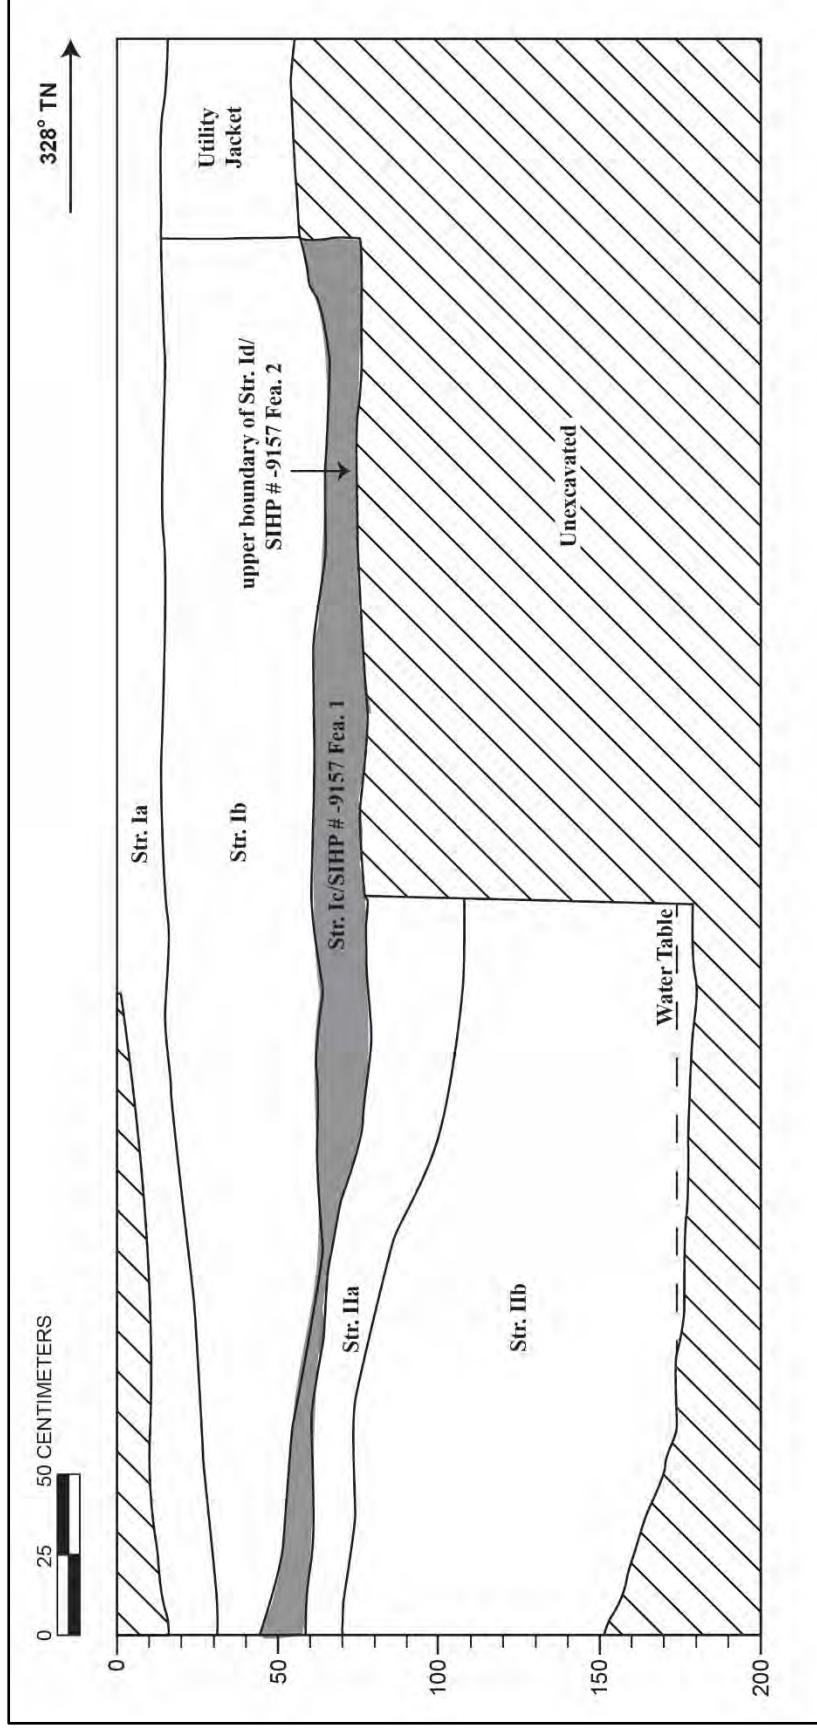 328° TN
0 25 50 CENTIMETERS
Str. Ia
Utility
Jacket
Str. Ib
upper boundary of Str. Id/
SIHP # -9157 Fea. 2
Str. Ic/SIHP # -9157 Fea. 1
Str. IIa
Unexcavated
Str. IIb
Water Table
0
50
100
150
200